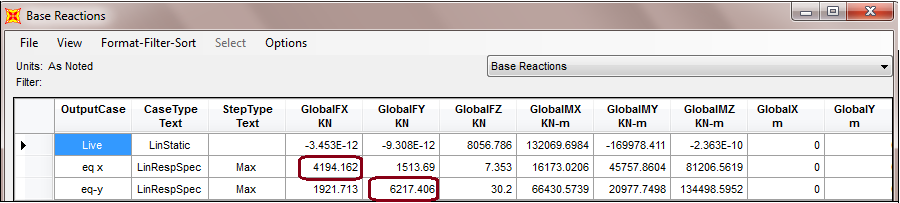 Base Reactions
File View Format-Filter-Sort Select Options
Units: As Noted
Base Reactions
Filter:
OutputCase CaseType StepType GlobalFX GlobalFY GlobalFZ GlobalMX GlobalMY GlobalMZ GlobalX GlobalY
Text Text KN KN KN KN-m KN-m KN-m m m
Live LinStatic -3.453E-12 -9.308E-12 8056.786 132069.6984 -169978.411 -2.363E-10 0 0
eq x LinRespSpec Max 4194.162 1513.69 7.353 16173.0206 45757.8604 81206.5619 0 0
eq-y LinRespSpec Max 1921.713 6217.406 30.2 66430.5739 20977.7498 134498.5952 0 0